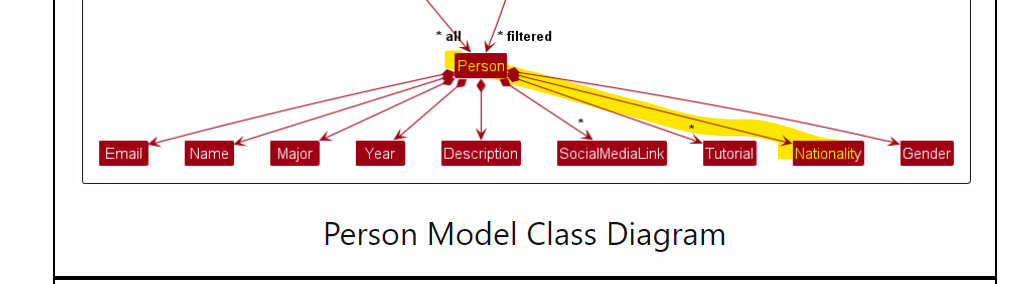 * all * filtered
Person
* *
Email Name Major Year Description SocialMediaLink Tutorial Nationality Gender
Person Model Class Diagram